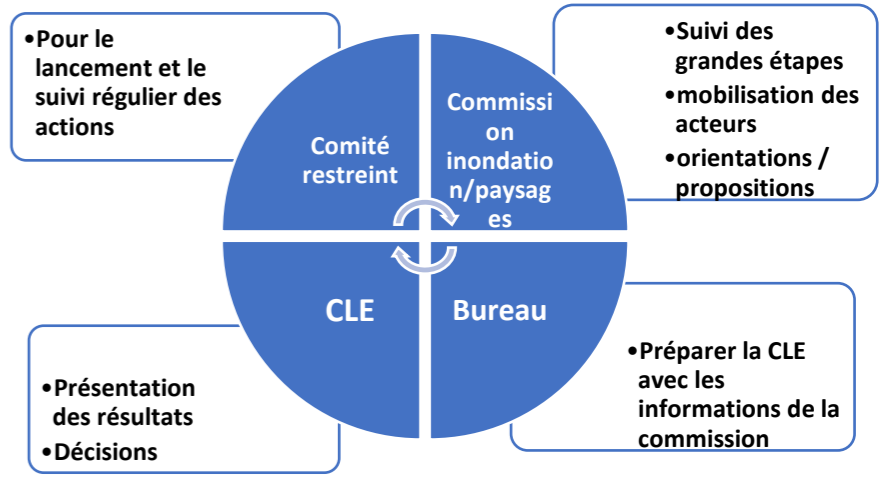 •Pour le
lancement et le
suivi régulier des
actions
Comité
restreint
Commissi
on
inondatio
n/paysag
es
•Suivi des
grandes étapes
•mobilisation des
acteurs
•orientations /
propositions
CLE
Bureau
•Présentation
des résultats
•Décisions
•Préparer la CLE
avec les
informations de la
commission